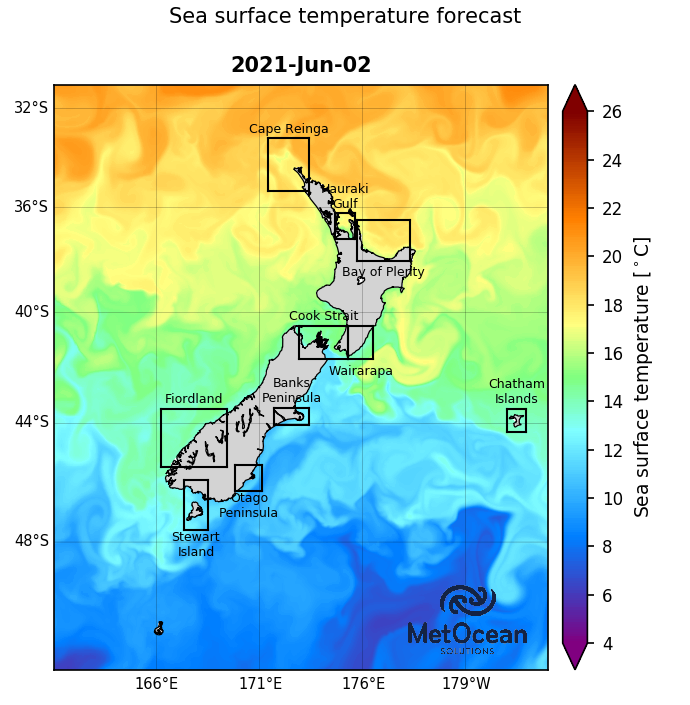 Sea surface temperature forecast
2021-Jun-02
32°S
36°S
40°S
44°S
48°S
Cape Reinga
Hauraki
Gulf
Bay of Plenty
Cook Strait
Wairarapa
Banks
Peninsula
Fiordland
Chatham
Islands
Otago
Peninsula
Stewart
Island
MetOcean
SOLUTIONS
166°E
171°E
176°E
179°W
26
24
22
20
18
16
14
12
10
8
6
4
Sea surface temperature [°C]